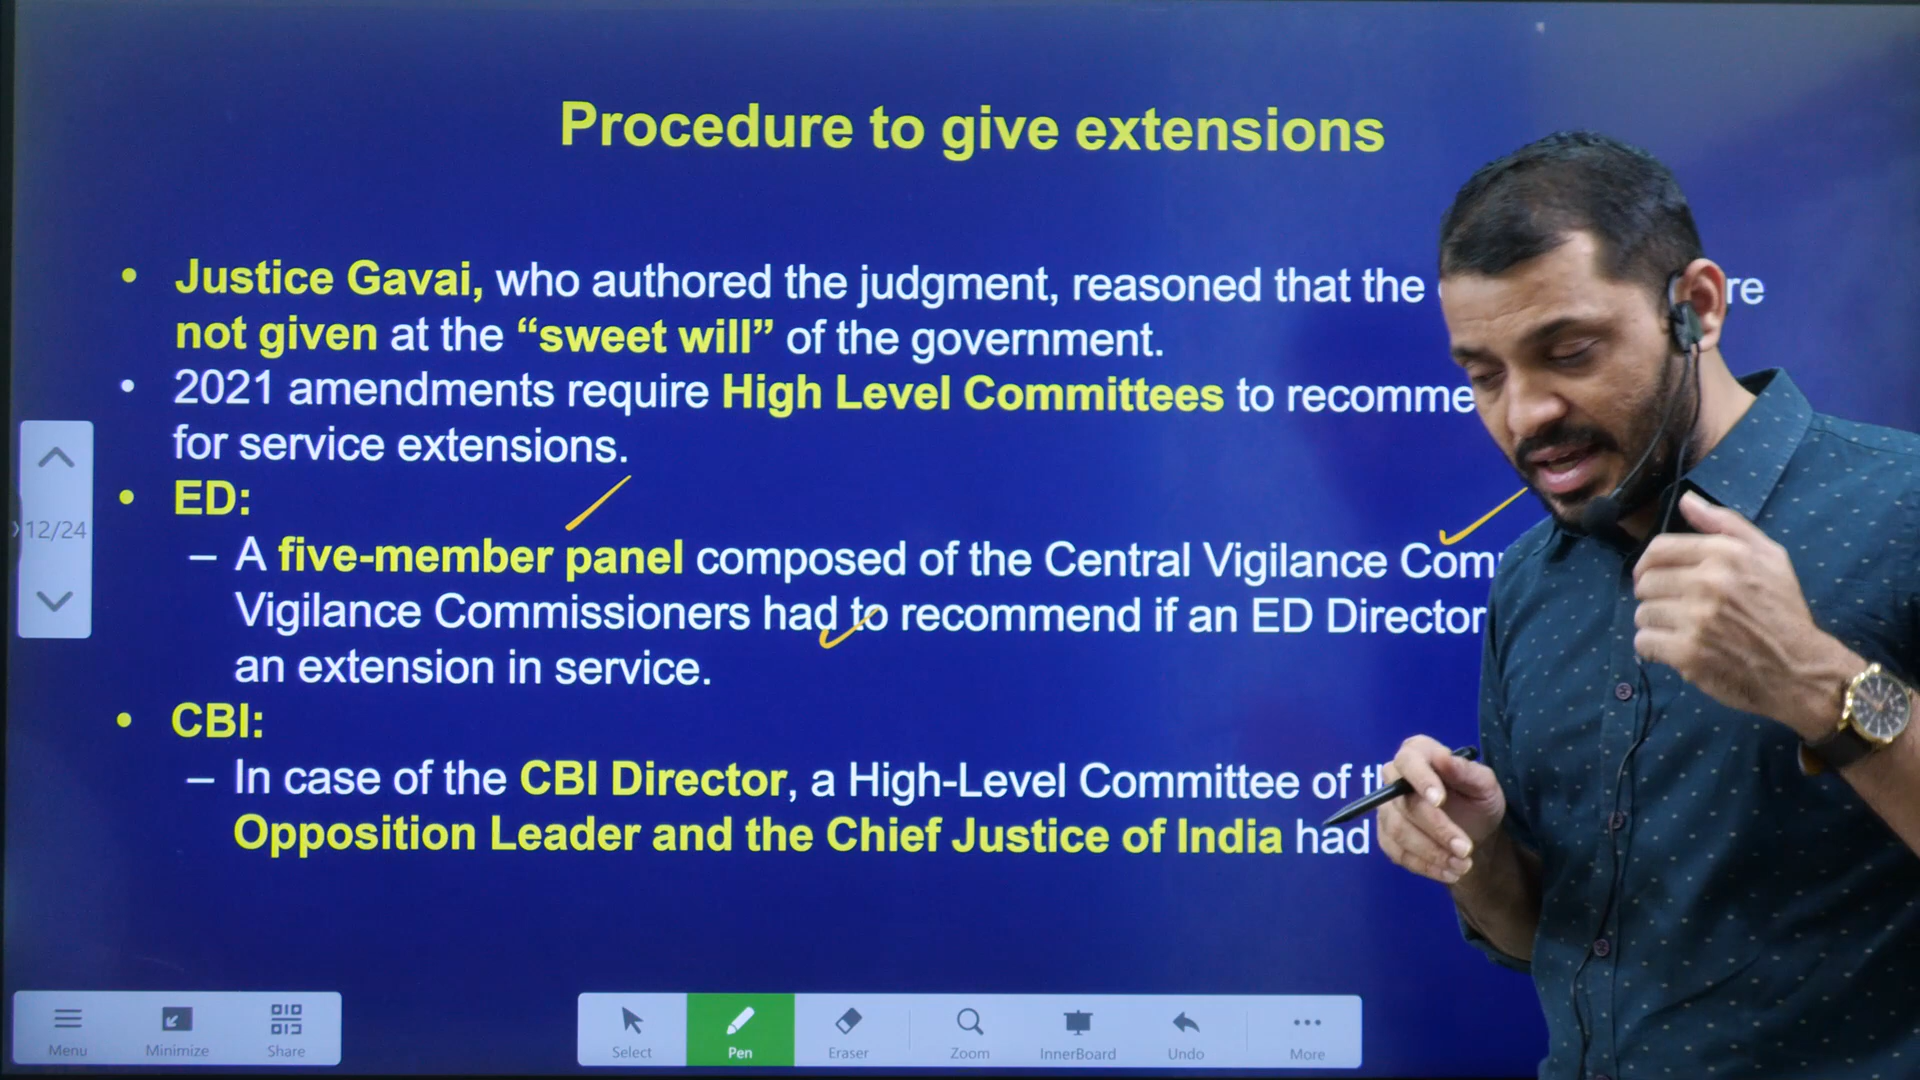 Procedure to give extensions
• Justice Gavai, who authored the judgment, reasoned that the
not given at the “sweet will” of the government.
• 2021 amendments require High Level Committees to recomme
for service extensions.
• ED:
– A five-member panel composed of the Central Vigilance Com
Vigilance Commissioners had to recommend if an ED Director
an extension in service.
• CBI:
– In case of the CBI Director, a High-Level Committee of
Opposition Leader and the Chief Justice of India had
12/24
Menu Minimize Share Select Pen Eraser Zoom InnerBoard Undo More